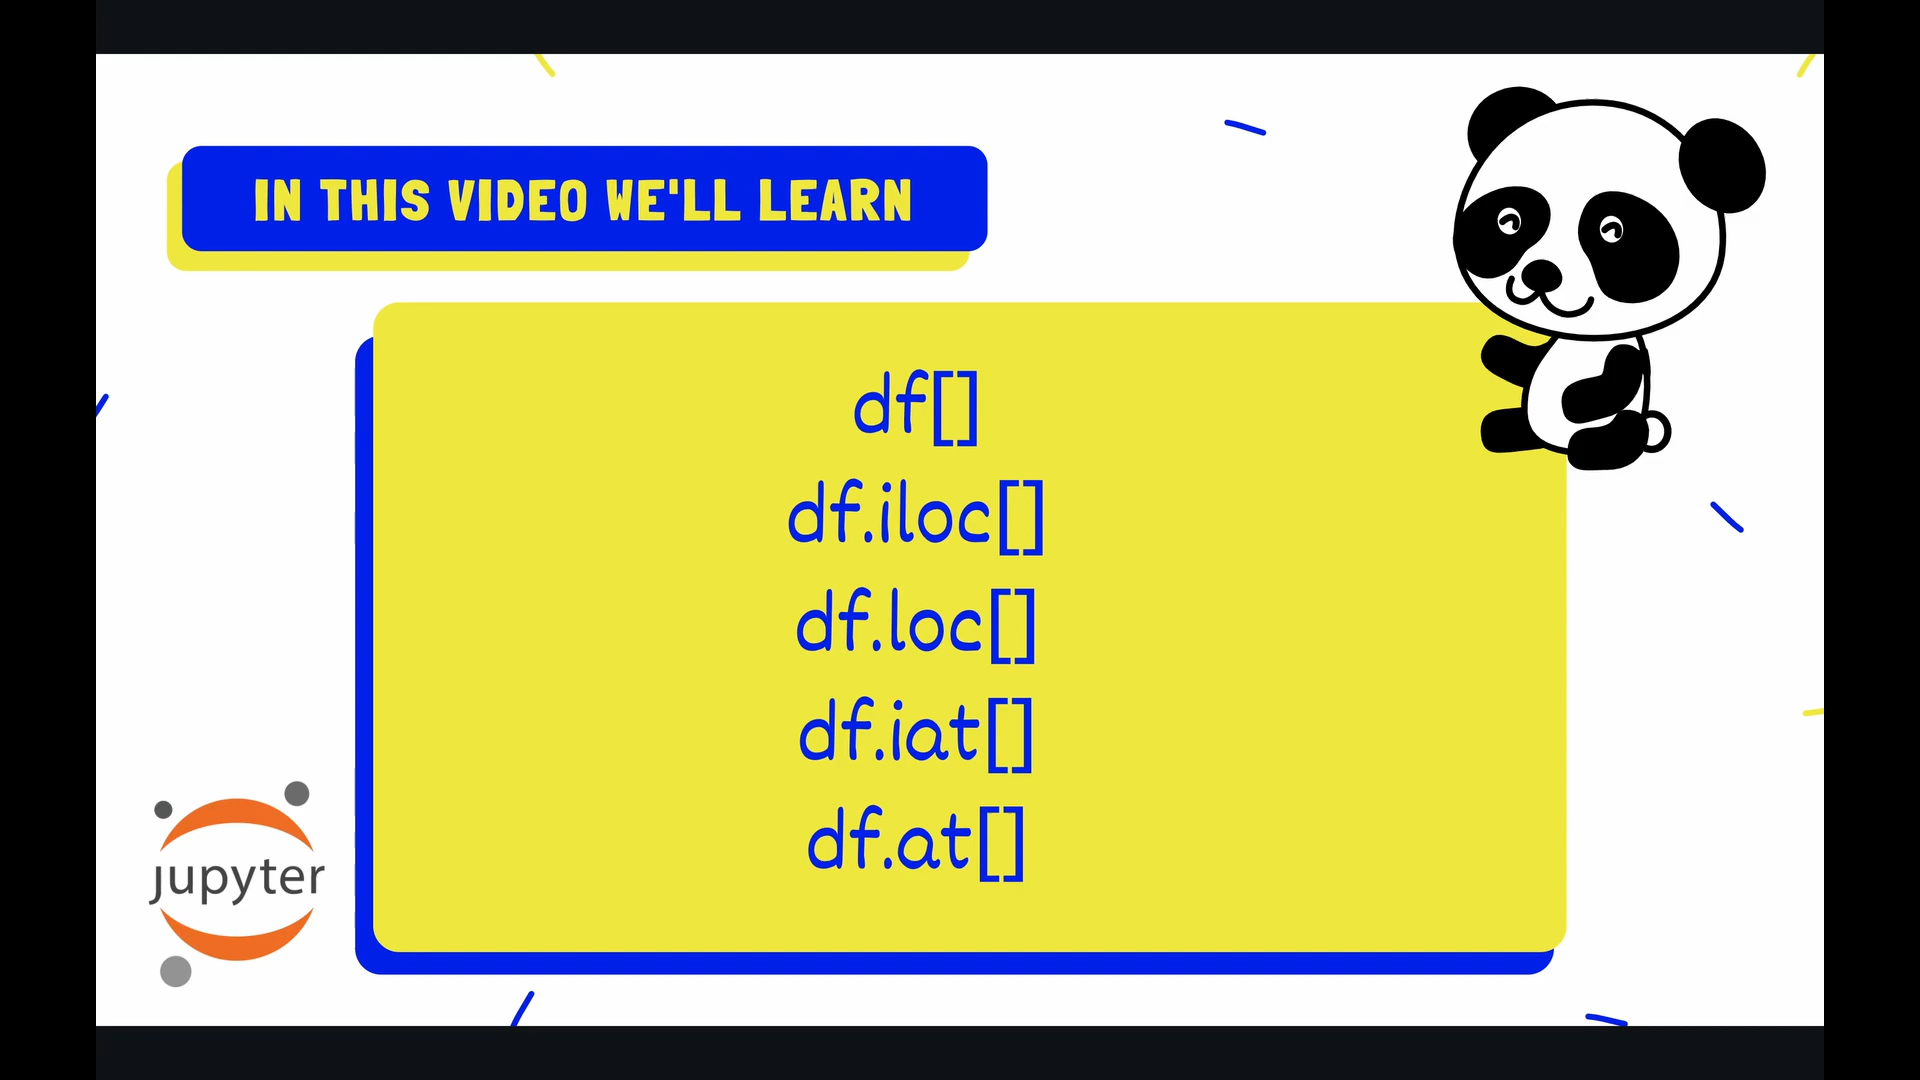 IN THIS VIDEO WE'LL LEARN
df[]
df.iloc[]
df.loc[]
df.iat[]
df.at[]
jupyter